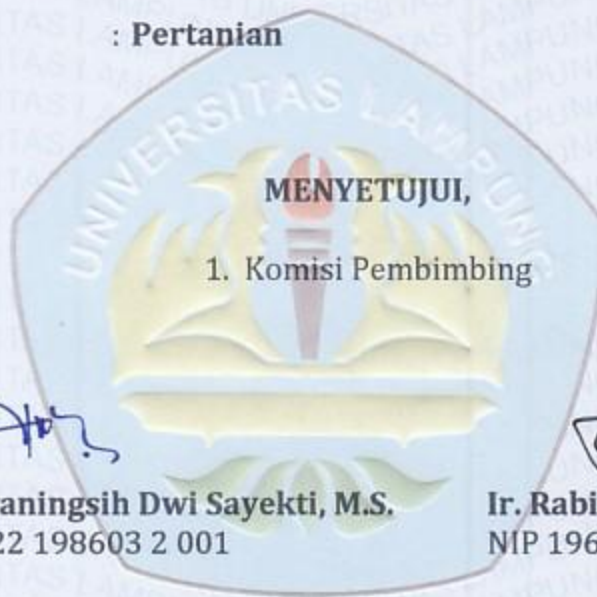 : Pertanian
UNIVERSITAS LAMPUNG
MENYETUJUI,
1. Komisi Pembimbing
aningsih Dwi Sayekti, M.S.
Ir. Rabi
22 198603 2 001
NIP 196